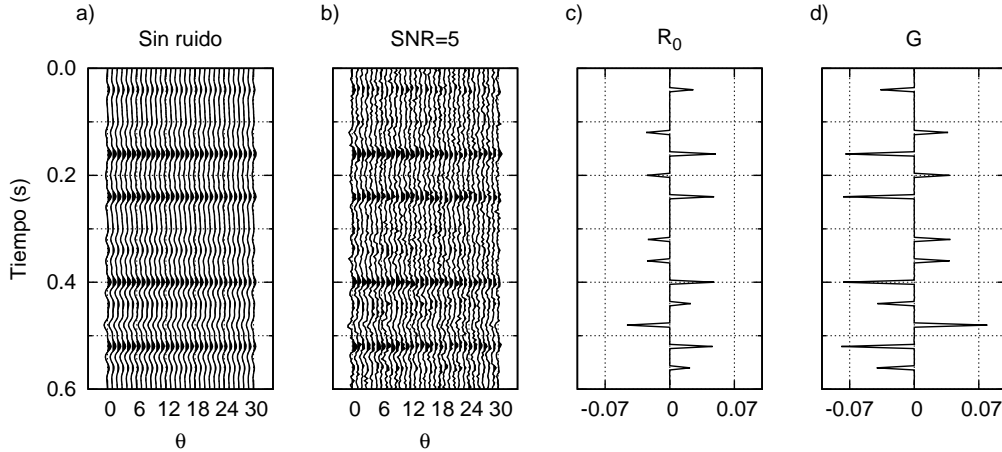 a) b) c) d)
Sin ruido SNR=5 R0 G
0.0
0.2
0.4
0.6
Tiempo (s)
0 6 12 18 24 30 0 6 12 18 24 30 -0.07 0 0.07 -0.07 0 0.07
θ θ